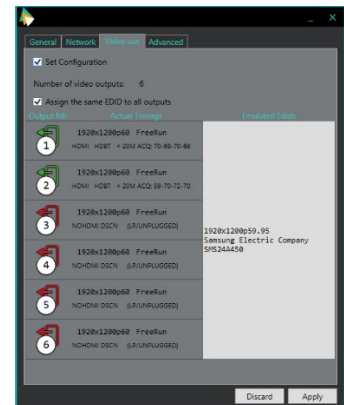 General Network Video out Advanced
Set Configuration
Number of video outputs: 6
Assign the same EDID to all outputs
Output Nb Actual Timings Emulated Edids
1 1920x1200p60 FreeRun
HDMI HDBT < 20M ACQ: 70-68-70-68
2 1920x1200p60 FreeRun
HDMI HDBT < 20M ACQ: 59-70-72-70
3 1920x1200p60 FreeRun
NOHDMI DSCN (LP/UNPLUGGED)
1920x1200p59.95
Samsung Electric Company
SMS24A450
4 1920x1200p60 FreeRun
NOHDMI DSCN (LP/UNPLUGGED)
5 1920x1200p60 FreeRun
NOHDMI DSCN (LP/UNPLUGGED)
6 1920x1200p60 FreeRun
NOHDMI DSCN (LP/UNPLUGGED)
Discard Apply